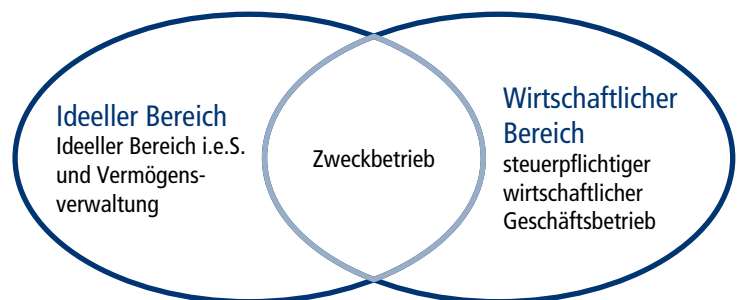 Ideeller Bereich
Ideeller Bereich i.e.S.
und Vermögens-
verwaltung
Zweckbetrieb
Wirtschaftlicher
Bereich
steuerpflichtiger
wirtschaftlicher
Geschäftsbetrieb